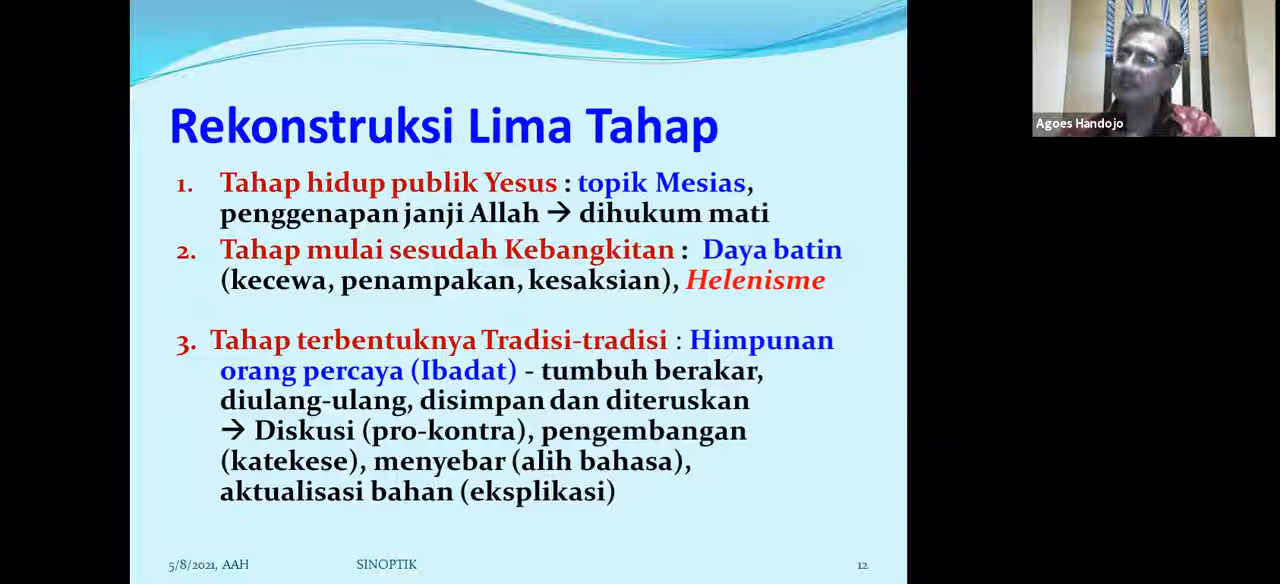 Rekonstruksi Lima Tahap
1. Tahap hidup publik Yesus : topik Mesias,
penggenapan janji Allah → dihukum mati
2. Tahap mulai sesudah Kebangkitan : Daya batin
(kecewa, penampakan, kesaksian), Helenisme
3. Tahap terbentuknya Tradisi-tradisi : Himpunan
orang percaya (Ibadat) - tumbuh berakar,
diulang-ulang, disimpan dan diteruskan
→ Diskusi (pro-kontra), pengembangan
(katekese), menyebar (alih bahasa),
aktualisasi bahan (eksplikasi)
5/8/2021, AAH SINOPTIK 12
Agoes Handojo